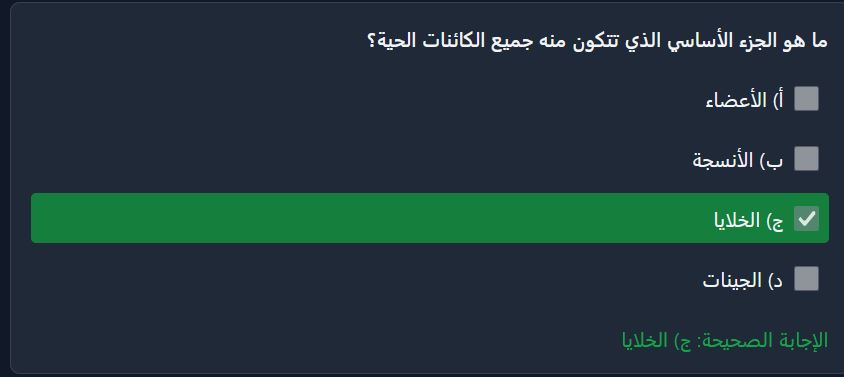 ما هو الجزء الأساسي الذي تتكون منه جميع الكائنات الحية؟
أ) الأعضاء
ب) الأنسجة
ج) الخلايا
د) الجينات
الإجابة الصحيحة: ج) الخلايا